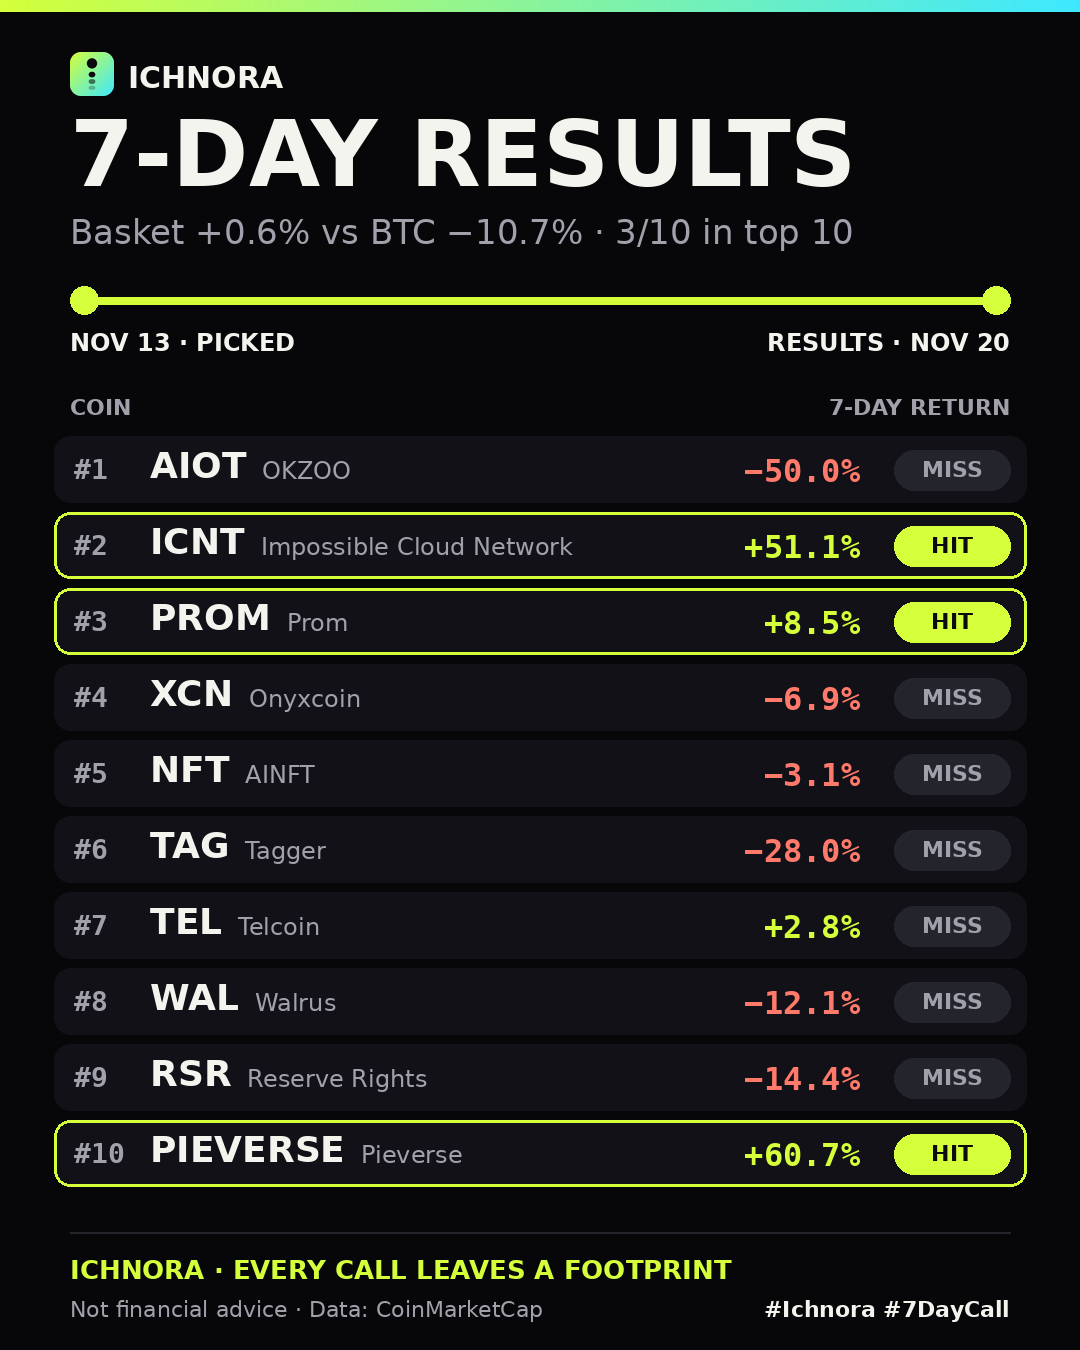 ICHNORA
7-DAY RESULTS
Basket +0.6% vs BTC −10.7% · 3/10 in top 10
NOV 13 · PICKED RESULTS · NOV 20
COIN 7-DAY RETURN
#1 AIOT OKZOO −50.0% MISS
#2 ICNT Impossible Cloud Network +51.1% HIT
#3 PROM Prom +8.5% HIT
#4 XCN Onyxcoin −6.9% MISS
#5 NFT AINFT −3.1% MISS
#6 TAG Tagger −28.0% MISS
#7 TEL Telcoin +2.8% MISS
#8 WAL Walrus −12.1% MISS
#9 RSR Reserve Rights −14.4% MISS
#10 PIEVERSE Pieverse +60.7% HIT
ICHNORA · EVERY CALL LEAVES A FOOTPRINT
Not financial advice · Data: CoinMarketCap #Ichnora #7DayCall